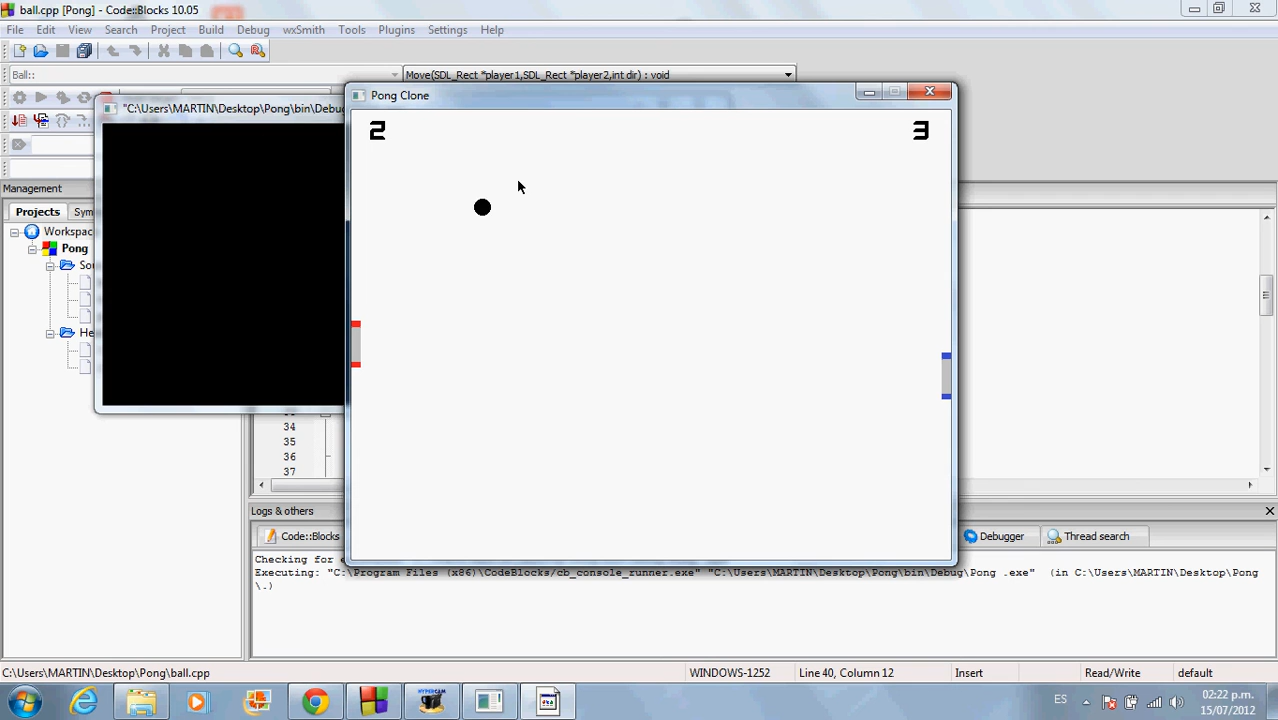 ball.cpp [Pong] - Code::Blocks 10.05
File Edit View Search Project Build Debug wxSmith Tools Plugins Settings Help
Ball::
Move(SDL_Rect *player1,SDL_Rect *player2,int dir) : void
"C:\Users\MARTIN\Desktop\Pong\bin\Debu
Pong Clone
2 3
Management
Projects Sym
Workspac
Pong
Sou
He
34
35
36
37
Logs & others
Code::Blocks
Debugger
Thread search
Checking for
Executing: "C:\Program Files (x86)\CodeBlocks/cb_console_runner.exe" "C:\Users\MARTIN\Desktop\Pong\bin\Debug\Pong .exe"  (in C:\Users\MARTIN\Desktop\Pong
\.)
C:\Users\MARTIN\Desktop\Pong\ball.cpp
WINDOWS-1252
Line 40, Column 12
Insert
Read/Write
default
HYPERCAM
ES
02:22 p.m.
15/07/2012